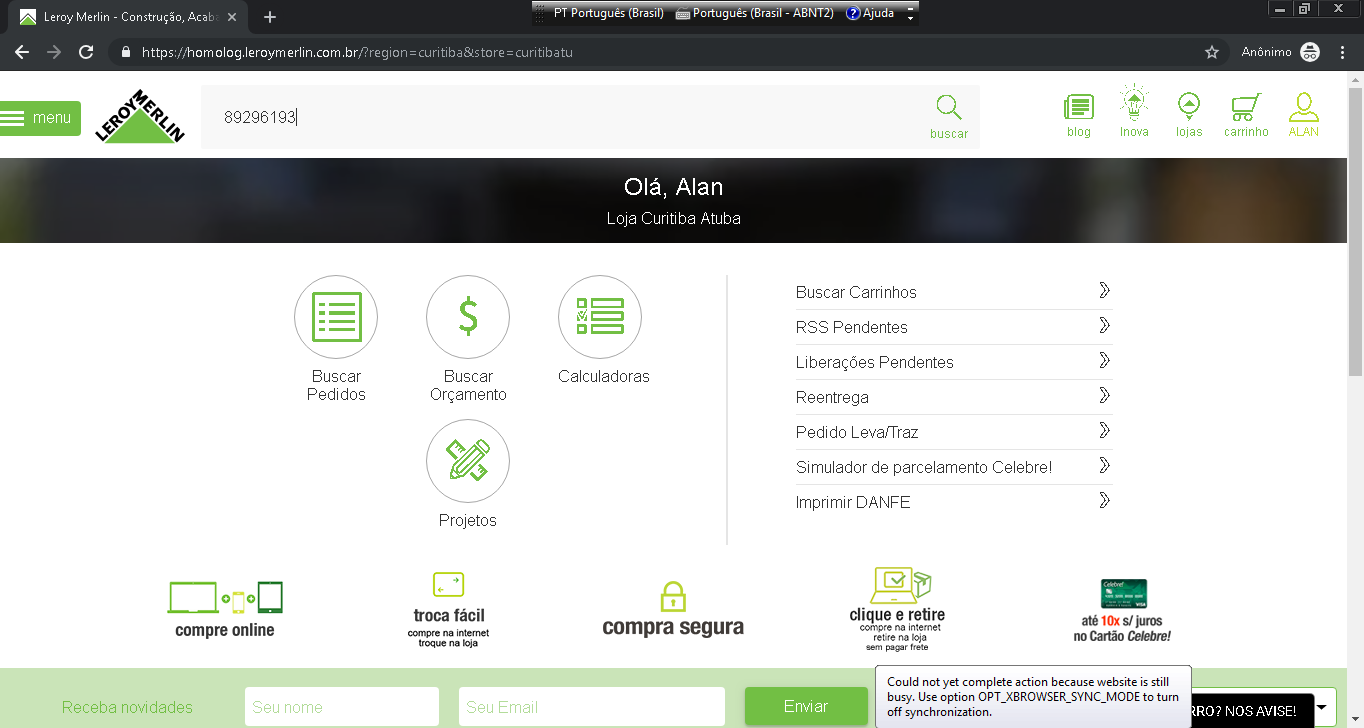 Leroy Merlin - Construção, Acaba
PT Português (Brasil) Português (Brasil - ABNT2) Ajuda
https://homolog.leroymerlin.com.br/?region=curitiba&store=curitibatu
Anônimo
menu
LEROY MERLIN
89296193
buscar
blog
Inova
lojas
carrinho
ALAN
Olá, Alan
Loja Curitiba Atuba
Buscar
Pedidos
Buscar
Orçamento
Calculadoras
Projetos
Buscar Carrinhos
RSS Pendentes
Liberações Pendentes
Reentrega
Pedido Leva/Traz
Simulador de parcelamento Celebre!
Imprimir DANFE
compre online
troca fácil
compre na internet
troque na loja
compra segura
clique e retire
compre na internet
retire na loja
sem pagar frete
Celebre!
VISA
até 10x s/ juros
no Cartão Celebre!
Receba novidades
Seu nome
Seu Email
Enviar
Could not yet complete action because website is still
busy. Use option OPT_XBROWSER_SYNC_MODE to turn
off synchronization.
RRO? NOS AVISE!